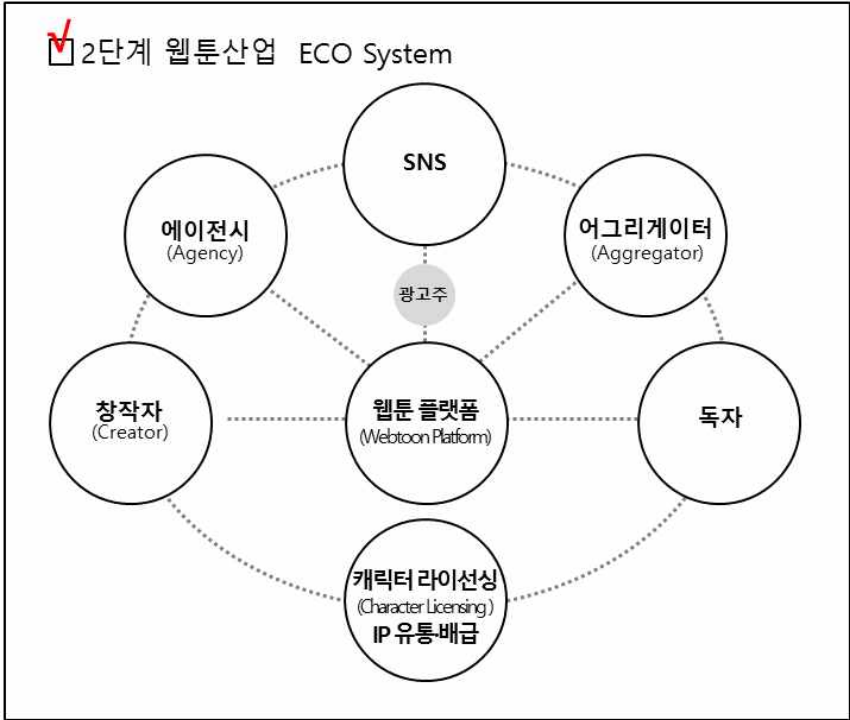 2단계 웹툰산업 ECO System
SNS
에이전시
(Agency)
어그리게이터
(Aggregator)
광고주
창작자
(Creator)
웹툰 플랫폼
(Webtoon Platform)
독자
캐릭터 라이선싱
(Character Licensing )
IP 유통·배급